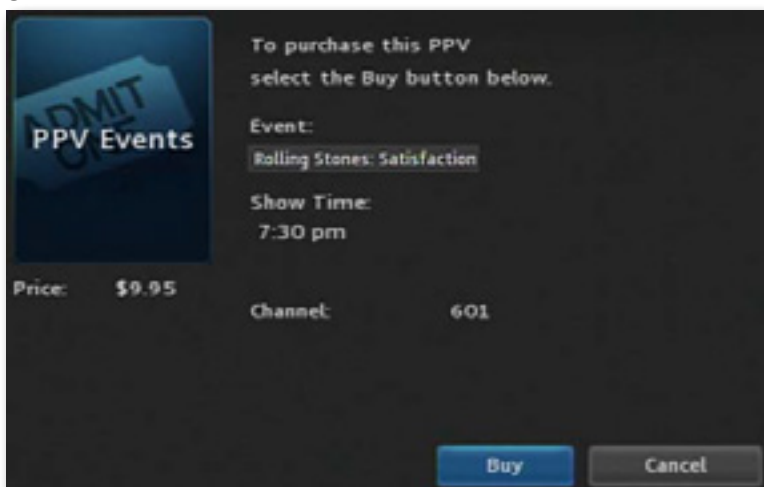 ADMIT
ONE
PPV Events
To purchase this PPV
select the Buy button below.
Event:
Rolling Stones: Satisfaction
Show Time:
7:30 pm
Price: $9.95
Channel: 601
Buy Cancel